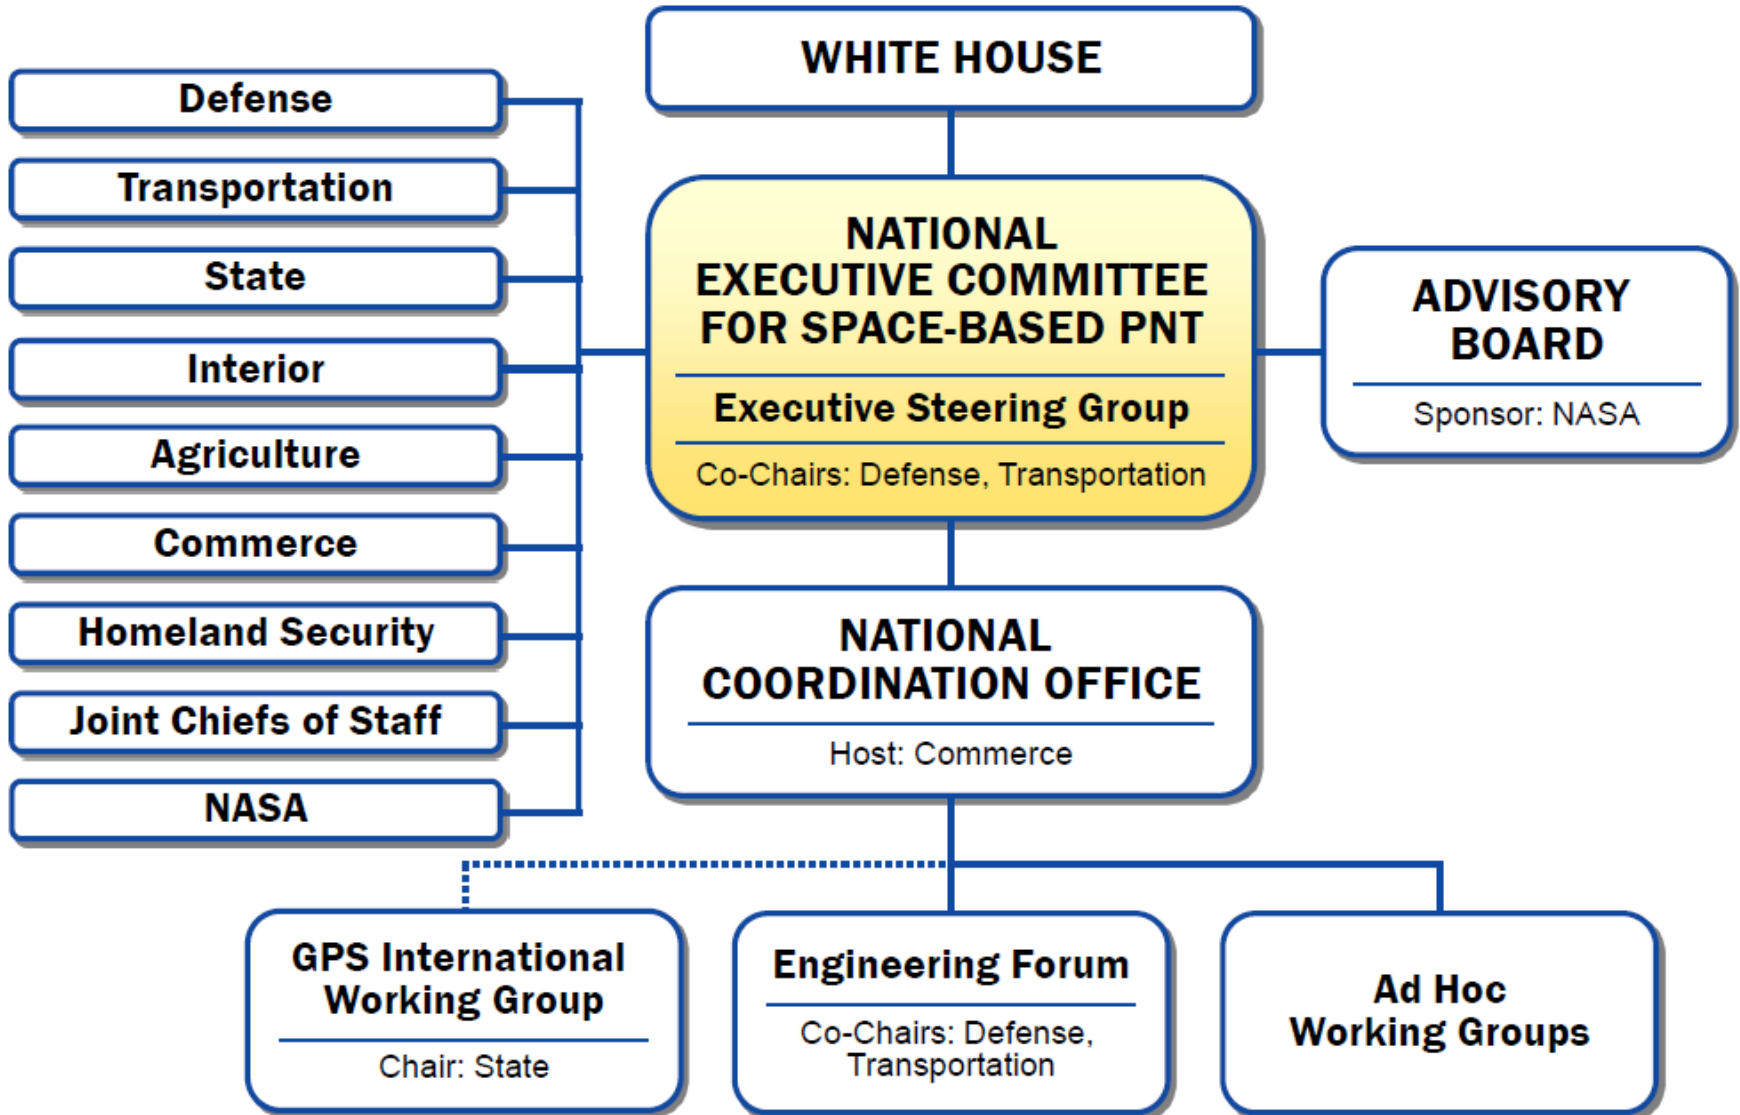 WHITE HOUSE
Defense
Transportation
State
Interior
Agriculture
Commerce
Homeland Security
Joint Chiefs of Staff
NASA
NATIONAL
EXECUTIVE COMMITTEE
FOR SPACE-BASED PNT
Executive Steering Group
Co-Chairs: Defense, Transportation
ADVISORY
BOARD
Sponsor: NASA
NATIONAL
COORDINATION OFFICE
Host: Commerce
GPS International
Working Group
Chair: State
Engineering Forum
Co-Chairs: Defense,
Transportation
Ad Hoc
Working Groups